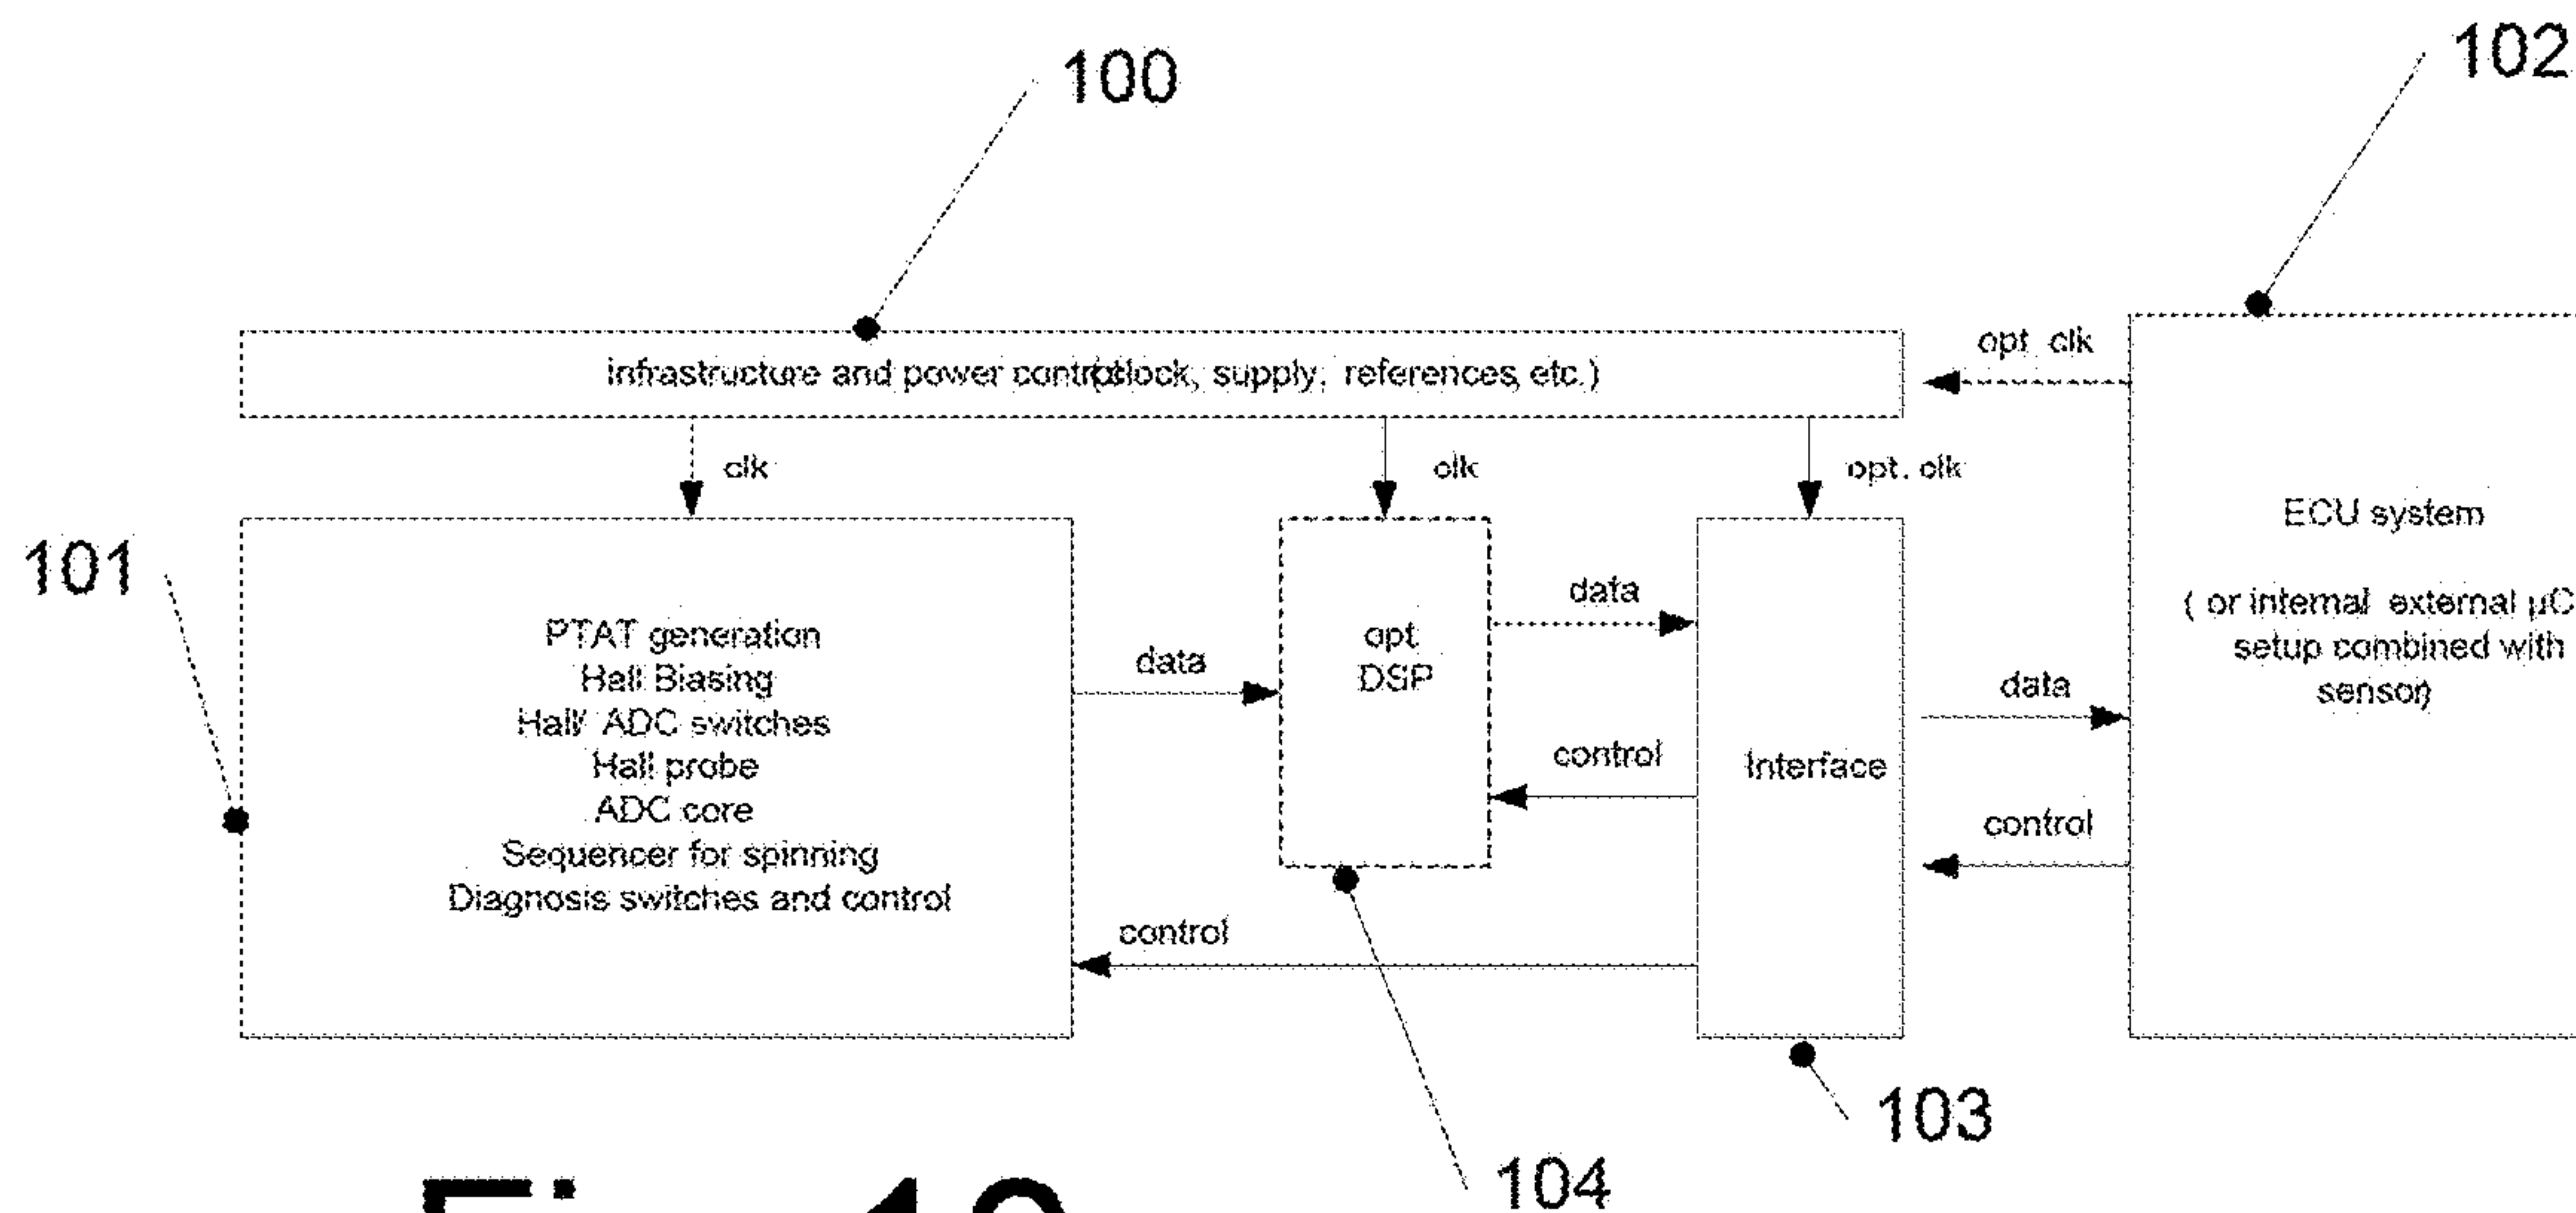 100
102
infrastructure and power control (clock, supply, references, etc.)
opt. clk
clk
clk
opt. clk
101
PTAT generation
Hall Biasing
Hall/ ADC switches
Hall probe
ADC core
Sequencer for spinning
Diagnosis switches and control
data
opt
DSP
data
control
control
Interface
data
control
ECU system
( or internal external µC
setup combined with
sensor)
103
104